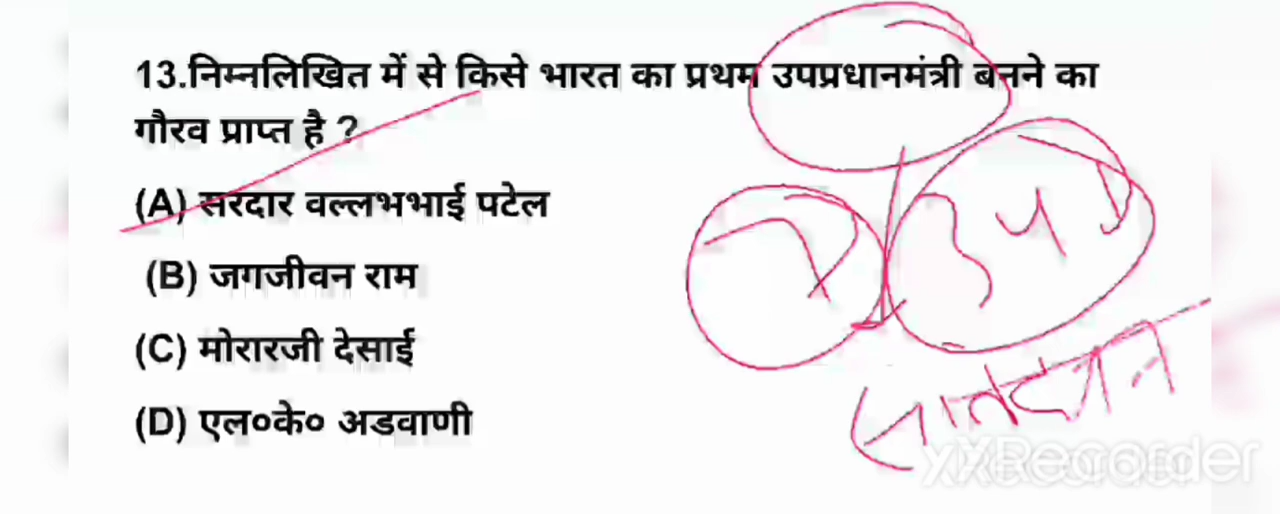 13.निम्नलिखित में से किसे भारत का प्रथम उपप्रधानमंत्री बनने का
गौरव प्राप्त है ?
(A) सरदार वल्लभभाई पटेल
(B) जगजीवन राम
(C) मोरारजी देसाई
(D) एल०के० अडवाणी
XRecorder